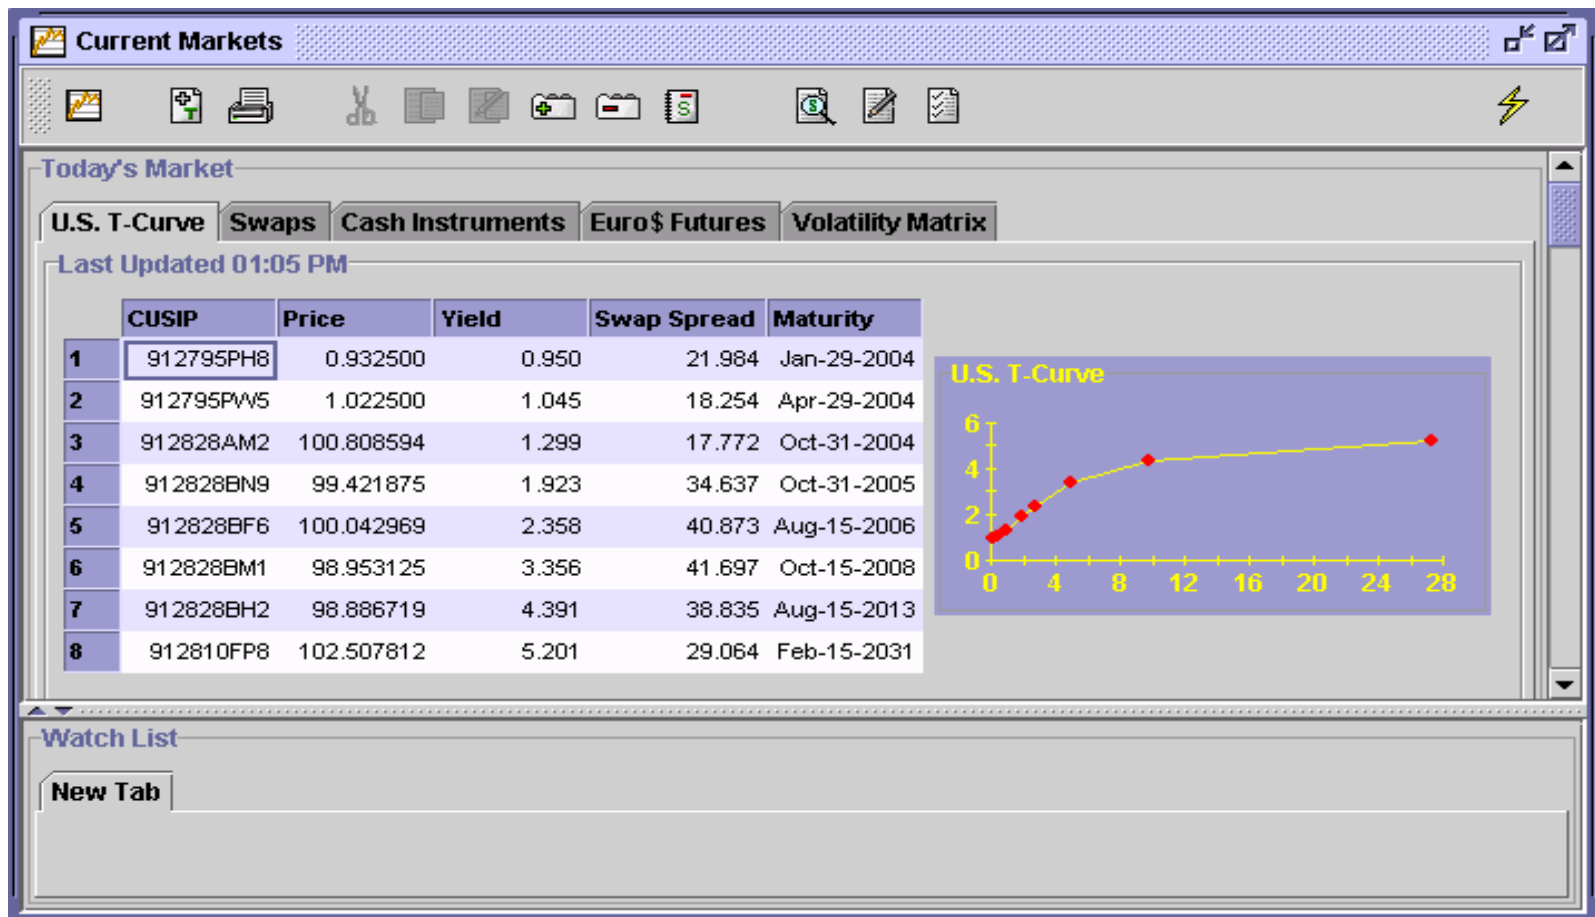 Current Markets
Today's Market
U.S. T-Curve Swaps Cash Instruments Euro$ Futures Volatility Matrix
Last Updated 01:05 PM
CUSIP Price Yield Swap Spread Maturity
1 912795PH8 0.932500 0.950 21.984 Jan-29-2004
2 912795PW5 1.022500 1.045 18.254 Apr-29-2004
3 912828AM2 100.808594 1.299 17.772 Oct-31-2004
4 912828BN9 99.421875 1.923 34.637 Oct-31-2005
5 912828BF6 100.042969 2.358 40.873 Aug-15-2006
6 912828BM1 98.953125 3.356 41.697 Oct-15-2008
7 912828BH2 98.886719 4.391 38.835 Aug-15-2013
8 912810FP8 102.507812 5.201 29.064 Feb-15-2031
U.S. T-Curve
6
4
2
0
0 4 8 12 16 20 24 28
Watch List
New Tab